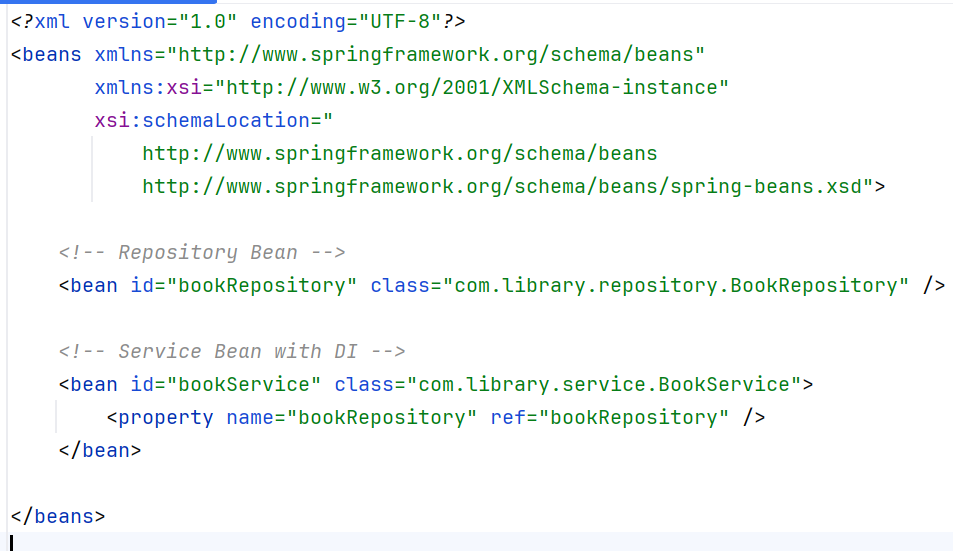 <?xml version="1.0" encoding="UTF-8"?>
<beans xmlns="http://www.springframework.org/schema/beans"
       xmlns:xsi="http://www.w3.org/2001/XMLSchema-instance"
       xsi:schemaLocation="
           http://www.springframework.org/schema/beans
           http://www.springframework.org/schema/beans/spring-beans.xsd">
    <!-- Repository Bean -->
    <bean id="bookRepository" class="com.library.repository.BookRepository" />
    <!-- Service Bean with DI -->
    <bean id="bookService" class="com.library.service.BookService">
        <property name="bookRepository" ref="bookRepository" />
    </bean>
</beans>